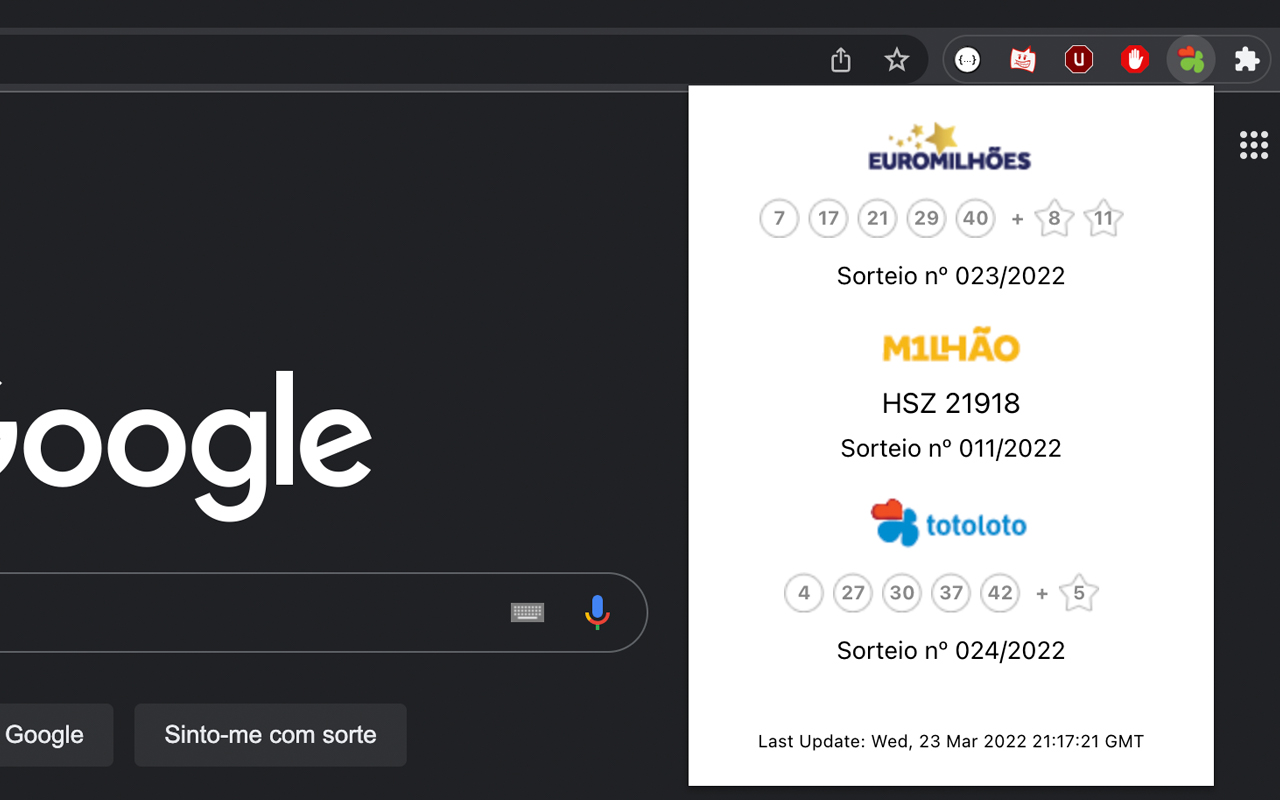 EUROMILHÕES
7 17 21 29 40 + 8 11
Sorteio nº 023/2022
M1LHÃO
HSZ 21918
Sorteio nº 011/2022
totoloto
4 27 30 37 42 + 5
Sorteio nº 024/2022
Last Update: Wed, 23 Mar 2022 21:17:21 GMT
Google
Google
Sinto-me com sorte